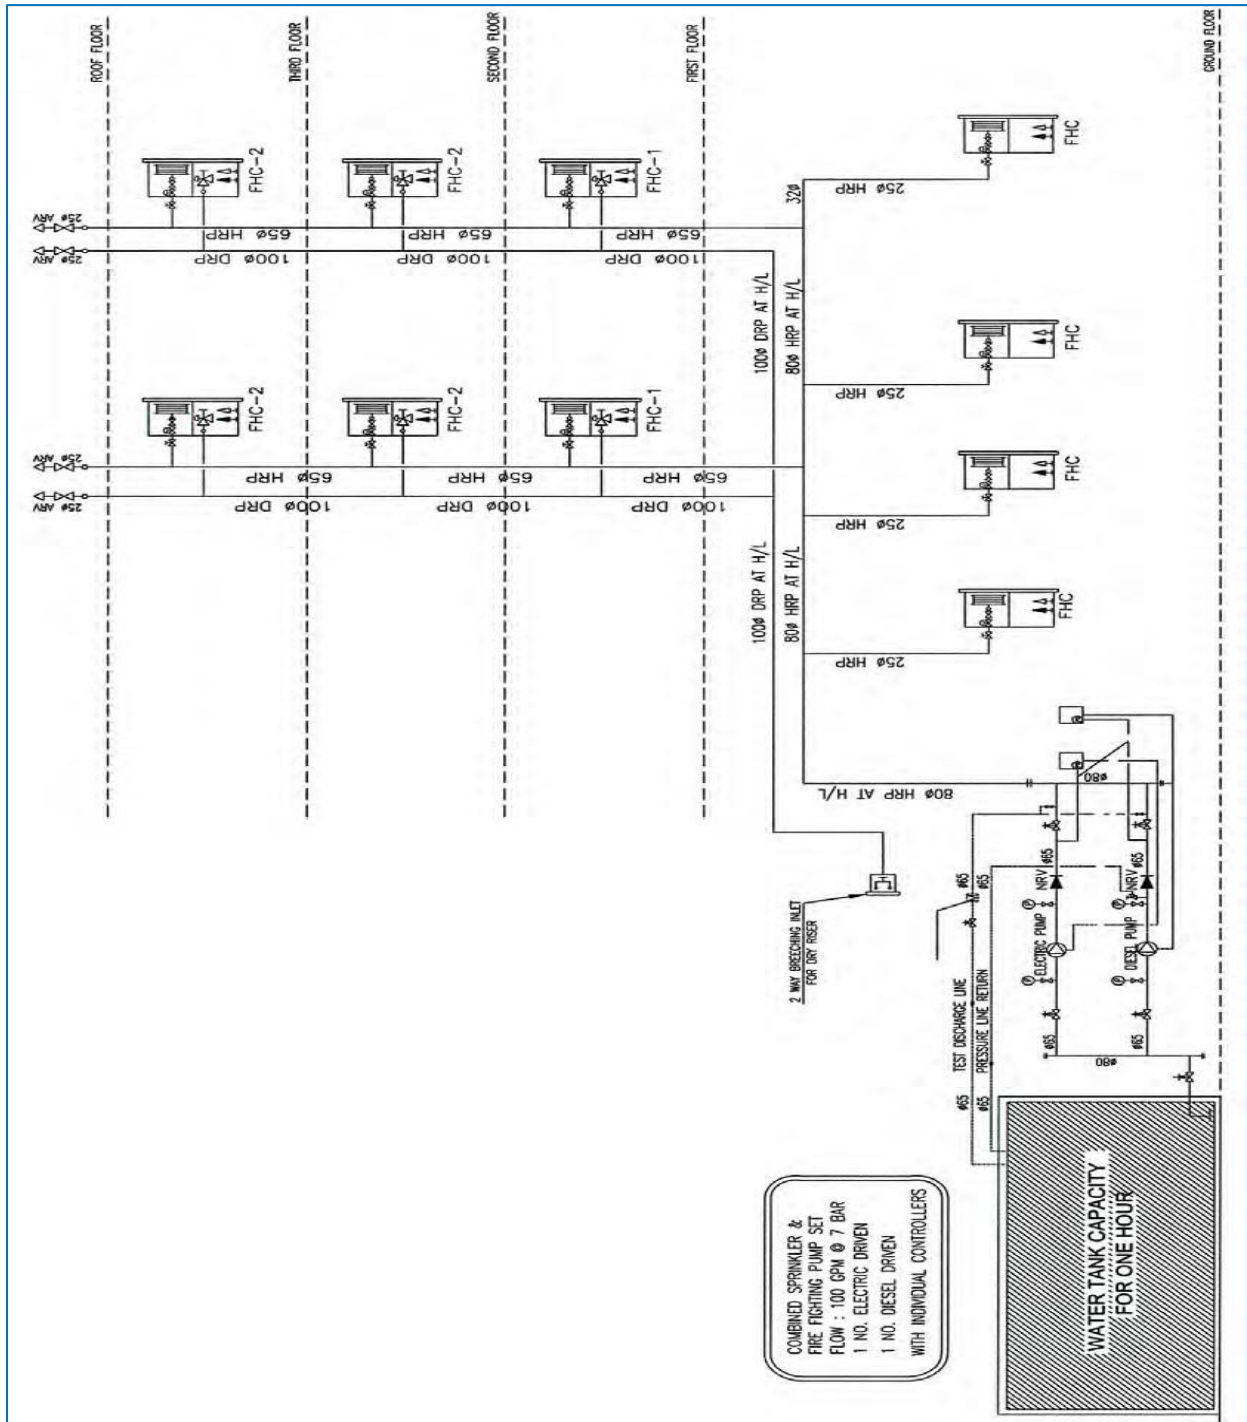 ROOF FLOOR
THIRD FLOOR
SECOND FLOOR
FIRST FLOOR
GROUND FLOOR
25ø ARV
25ø ARV
FHC-2
FHC-2
FHC-1
65ø HRP
65ø HRP
65ø HRP
100ø DRP
100ø DRP
100ø DRP
32ø
25ø HRP
FHC
100ø DRP AT H/L
80ø HRP AT H/L
25ø HRP
FHC
FHC-2
FHC-2
FHC-1
25ø ARV
25ø ARV
65ø HRP
65ø HRP
65ø HRP
100ø DRP
100ø DRP
100ø DRP
25ø HRP
FHC
100ø DRP AT H/L
80ø HRP AT H/L
25ø HRP
FHC
80ø HRP AT H/L
ø80
2 WAY BREECHING INLET
FOR DRY RISER
ø65
ø65
ø65
ø65
NRV
NRV
P
P
ELECTRIC PUMP
DIESEL PUMP
P
P
TEST DISCHARGE LINE
PRESSURE LINE RETURN
ø65
ø65
ø65
ø65
ø80
COMBINED SPRINKLER &
FIRE FIGHTING PUMP SET
FLOW : 100 GPM @ 7 BAR
1 NO. ELECTRIC DRIVEN
1 NO. DIESEL DRIVEN
WITH INDIVIDUAL CONTROLLERS
WATER TANK CAPACITY
FOR ONE HOUR